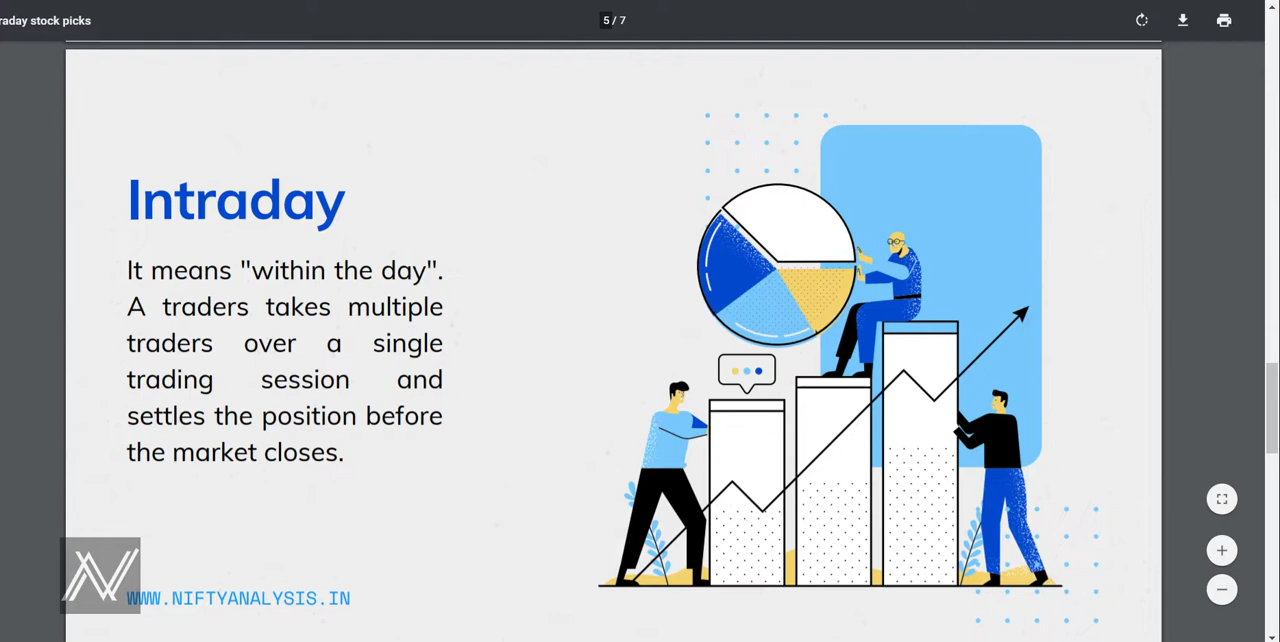 raday stock picks
5 / 7
Intraday
It means "within the day".
A traders takes multiple
traders over a single
trading session and
settles the position before
the market closes.
WWW.NIFTYANALYSIS.IN